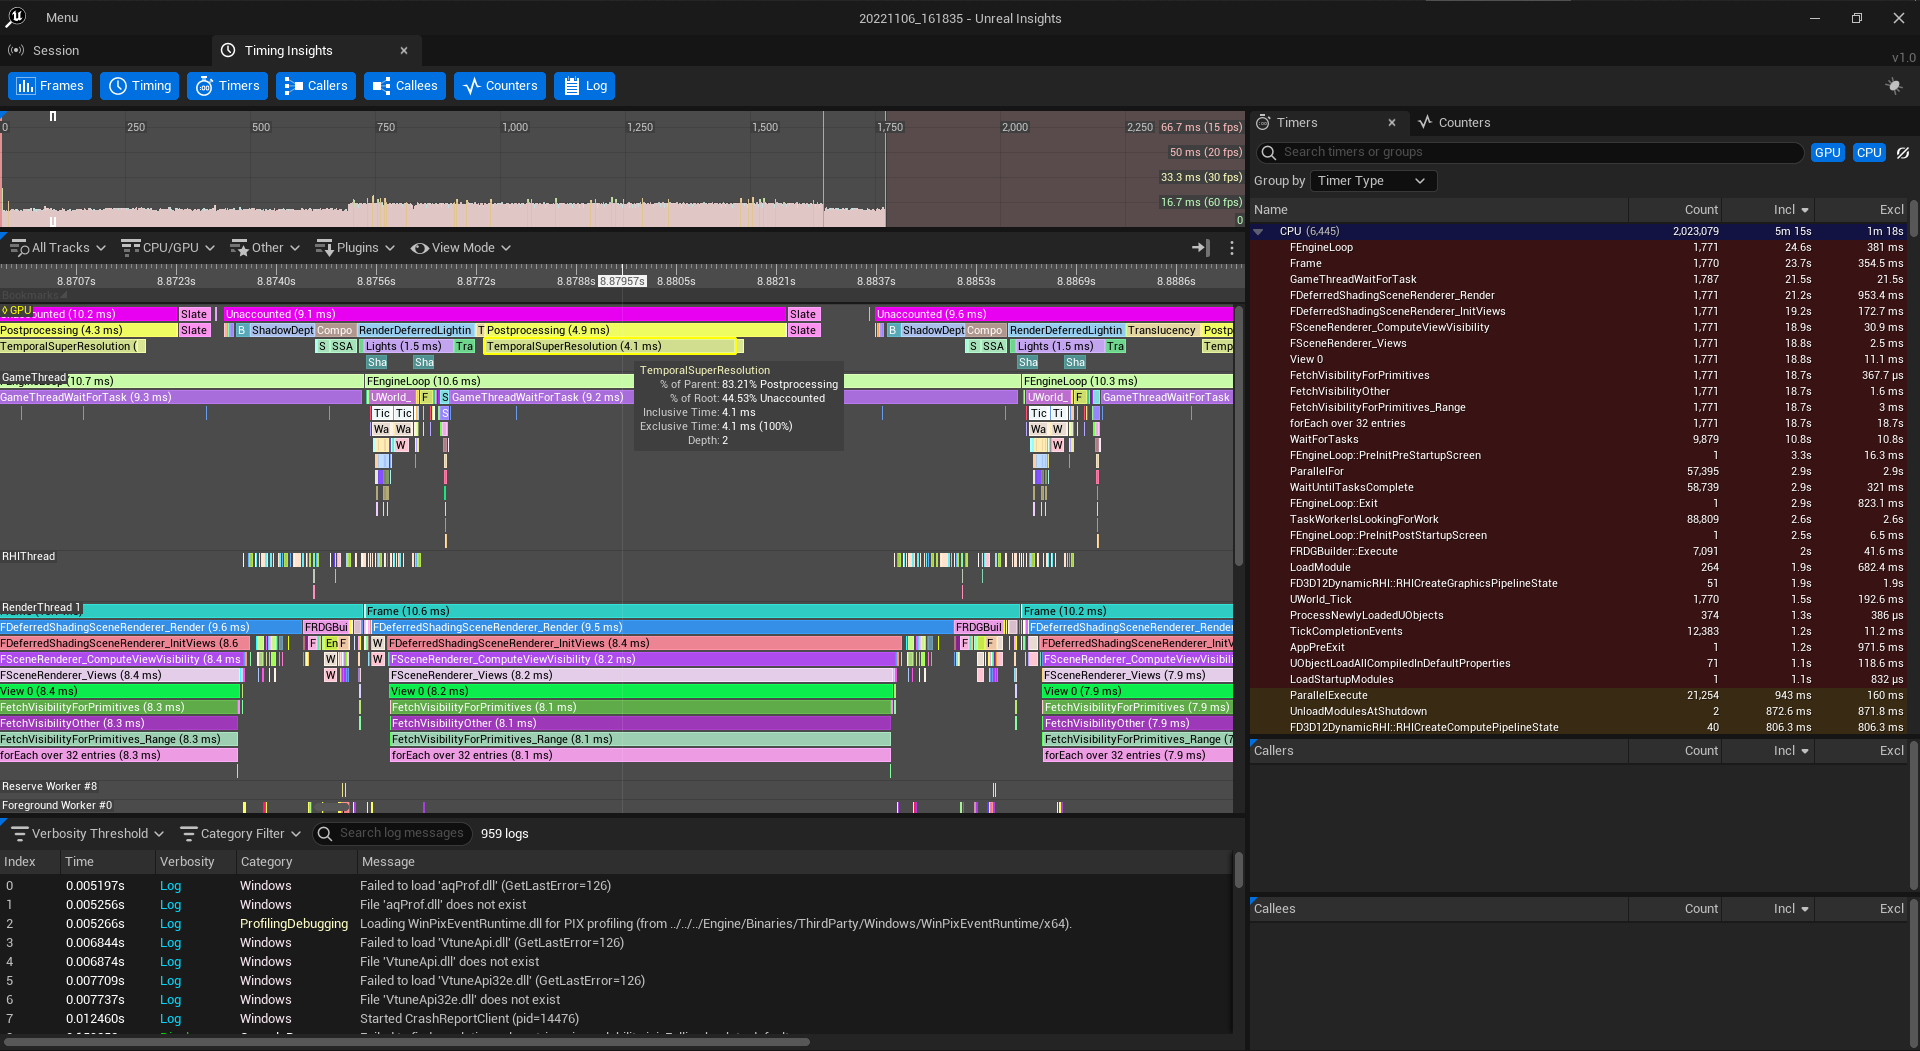 Menu
20221106_161835 - Unreal Insights
Session
Timing Insights
v1.0
Frames
Timing
Timers
Callers
Callees
Counters
Log
0
250
500
750
1,000
1,250
1,500
1,750
2,000
2,250
66.7 ms (15 fps)
50 ms (20 fps)
33.3 ms (30 fps)
16.7 ms (60 fps)
0
All Tracks
CPU/GPU
Other
Plugins
View Mode
8.8707s
8.8723s
8.8740s
8.8756s
8.8772s
8.8788s
8.87957s
8.8805s
8.8821s
8.8837s
8.8853s
8.8869s
8.8886s
Bookmarks
GPU
ccounted (10.2 ms)
Slate
Unaccounted (9.1 ms)
Slate
Unaccounted (9.6 ms)
Postprocessing (4.3 ms)
Slate
B
ShadowDept
Compo
RenderDeferredLightin
T
Postprocessing (4.9 ms)
Slate
B
ShadowDept
Compo
RenderDeferredLightin
Translucency
Postp
TemporalSuperResolution (
S
SSA
Lights (1.5 ms)
Tra
TemporalSuperResolution (4.1 ms)
S
SSA
Lights (1.5 ms)
Tra
Temp
Sha
Sha
Sha
Sha
TemporalSuperResolution
% of Parent: 83.21% Postprocessing
% of Root: 44.53% Unaccounted
Inclusive Time: 4.1 ms
Exclusive Time: 4.1 ms (100%)
Depth: 2
GameThread
(10.7 ms)
FEngineLoop (10.6 ms)
FEngineLoop (10.3 ms)
GameThreadWaitForTask (9.3 ms)
UWorld_
F
S
GameThreadWaitForTask (9.2 ms)
UWorld_
F
GameThreadWaitForTask
Tic
Tic
S
Tic
Ti
Wa
Wa
Wa
W
W
W
RHIThread
RenderThread 1
Frame (10.6 ms)
Frame (10.2 ms)
FDeferredShadingSceneRenderer_Render (9.6 ms)
FRDGBui
FDeferredShadingSceneRenderer_Render (9.5 ms)
FRDGBuil
FDeferredShadingSceneRenderer_Render
FDeferredShadingSceneRenderer_InitViews (8.6
F
En
F
W
FDeferredShadingSceneRenderer_InitViews (8.4 ms)
F
F
FDeferredShadingSceneRenderer_InitV
FSceneRenderer_ComputeViewVisibility (8.4 ms
W
W
FSceneRenderer_ComputeViewVisibility (8.2 ms)
FSceneRenderer_ComputeViewVisibili
FSceneRenderer_Views (8.4 ms)
W
FSceneRenderer_Views (8.2 ms)
FSceneRenderer_Views (7.9 ms)
View 0 (8.4 ms)
View 0 (8.2 ms)
View 0 (7.9 ms)
FetchVisibilityForPrimitives (8.3 ms)
FetchVisibilityForPrimitives (8.1 ms)
FetchVisibilityForPrimitives (7.9 ms)
FetchVisibilityOther (8.3 ms)
FetchVisibilityOther (8.1 ms)
FetchVisibilityOther (7.9 ms)
FetchVisibilityForPrimitives_Range (8.3 ms)
FetchVisibilityForPrimitives_Range (8.1 ms)
FetchVisibilityForPrimitives_Range (7
forEach over 32 entries (8.3 ms)
forEach over 32 entries (8.1 ms)
forEach over 32 entries (7.9 ms)
Reserve Worker #8
Foreground Worker #0
Verbosity Threshold
Category Filter
Search log messages
959 logs
Index Time Verbosity Category Message
0 0.005197s Log Windows Failed to load 'aqProf.dll' (GetLastError=126)
1 0.005256s Log Windows File 'aqProf.dll' does not exist
2 0.005266s Log ProfilingDebugging Loading WinPixEventRuntime.dll for PIX profiling (from ../../../Engine/Binaries/ThirdParty/Windows/WinPixEventRuntime/x64).
3 0.006844s Log Windows Failed to load 'VtuneApi.dll' (GetLastError=126)
4 0.006874s Log Windows File 'VtuneApi.dll' does not exist
5 0.007709s Log Windows Failed to load 'VtuneApi32e.dll' (GetLastError=126)
6 0.007737s Log Windows File 'VtuneApi32e.dll' does not exist
7 0.012460s Log Windows Started CrashReportClient (pid=14476)
Timers
Counters
Search timers or groups
GPU
CPU
Group by
Timer Type
Name Count Incl Excl
CPU (6,445) 2,023,079 5m 15s 1m 18s
FEngineLoop 1,771 24.6s 381 ms
Frame 1,770 23.7s 354.5 ms
GameThreadWaitForTask 1,787 21.5s 21.5s
FDeferredShadingSceneRenderer_Render 1,771 21.2s 953.4 ms
FDeferredShadingSceneRenderer_InitViews 1,771 19.2s 172.7 ms
FSceneRenderer_ComputeViewVisibility 1,771 18.9s 30.9 ms
FSceneRenderer_Views 1,771 18.8s 2.5 ms
View 0 1,771 18.8s 11.1 ms
FetchVisibilityForPrimitives 1,771 18.7s 367.7 µs
FetchVisibilityOther 1,771 18.7s 1.6 ms
FetchVisibilityForPrimitives_Range 1,771 18.7s 3 ms
forEach over 32 entries 1,771 18.7s 18.7s
WaitForTasks 9,879 10.8s 10.8s
FEngineLoop::PreInitPreStartupScreen 1 3.3s 16.3 ms
ParallelFor 57,395 2.9s 2.9s
WaitUntilTasksComplete 58,739 2.9s 321 ms
FEngineLoop::Exit 1 2.9s 823.1 ms
TaskWorkerIsLookingForWork 88,809 2.6s 2.6s
FEngineLoop::PreInitPostStartupScreen 1 2.5s 6.5 ms
FRDGBuilder::Execute 7,091 2s 41.6 ms
LoadModule 264 1.9s 682.4 ms
FD3D12DynamicRHI::RHICreateGraphicsPipelineState 51 1.9s 1.9s
UWorld_Tick 1,770 1.5s 192.6 ms
ProcessNewlyLoadedUObjects 374 1.3s 386 µs
TickCompletionEvents 12,383 1.2s 11.2 ms
AppPreExit 1 1.2s 971.5 ms
UObjectLoadAllCompiledInDefaultProperties 71 1.1s 118.6 ms
LoadStartupModules 1 1.1s 832 µs
ParallelExecute 21,254 943 ms 160 ms
UnloadModulesAtShutdown 2 872.6 ms 871.8 ms
FD3D12DynamicRHI::RHICreateComputePipelineState 40 806.3 ms 806.3 ms
Callers Count Incl Excl
Callees Count Incl Excl